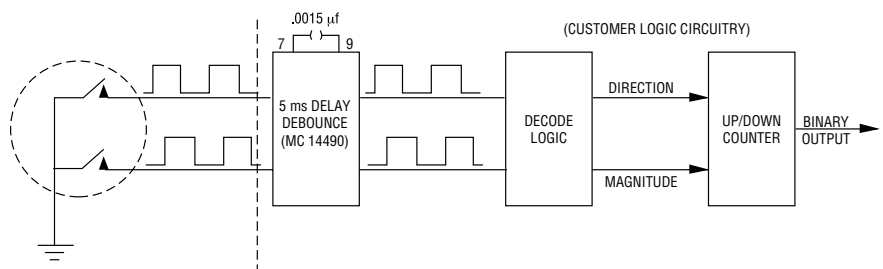 .0015 µf
7 9
(CUSTOMER LOGIC CIRCUITRY)
5 ms DELAY
DEBOUNCE
(MC 14490)
DECODE
LOGIC
DIRECTION
MAGNITUDE
UP/DOWN
COUNTER
BINARY
OUTPUT